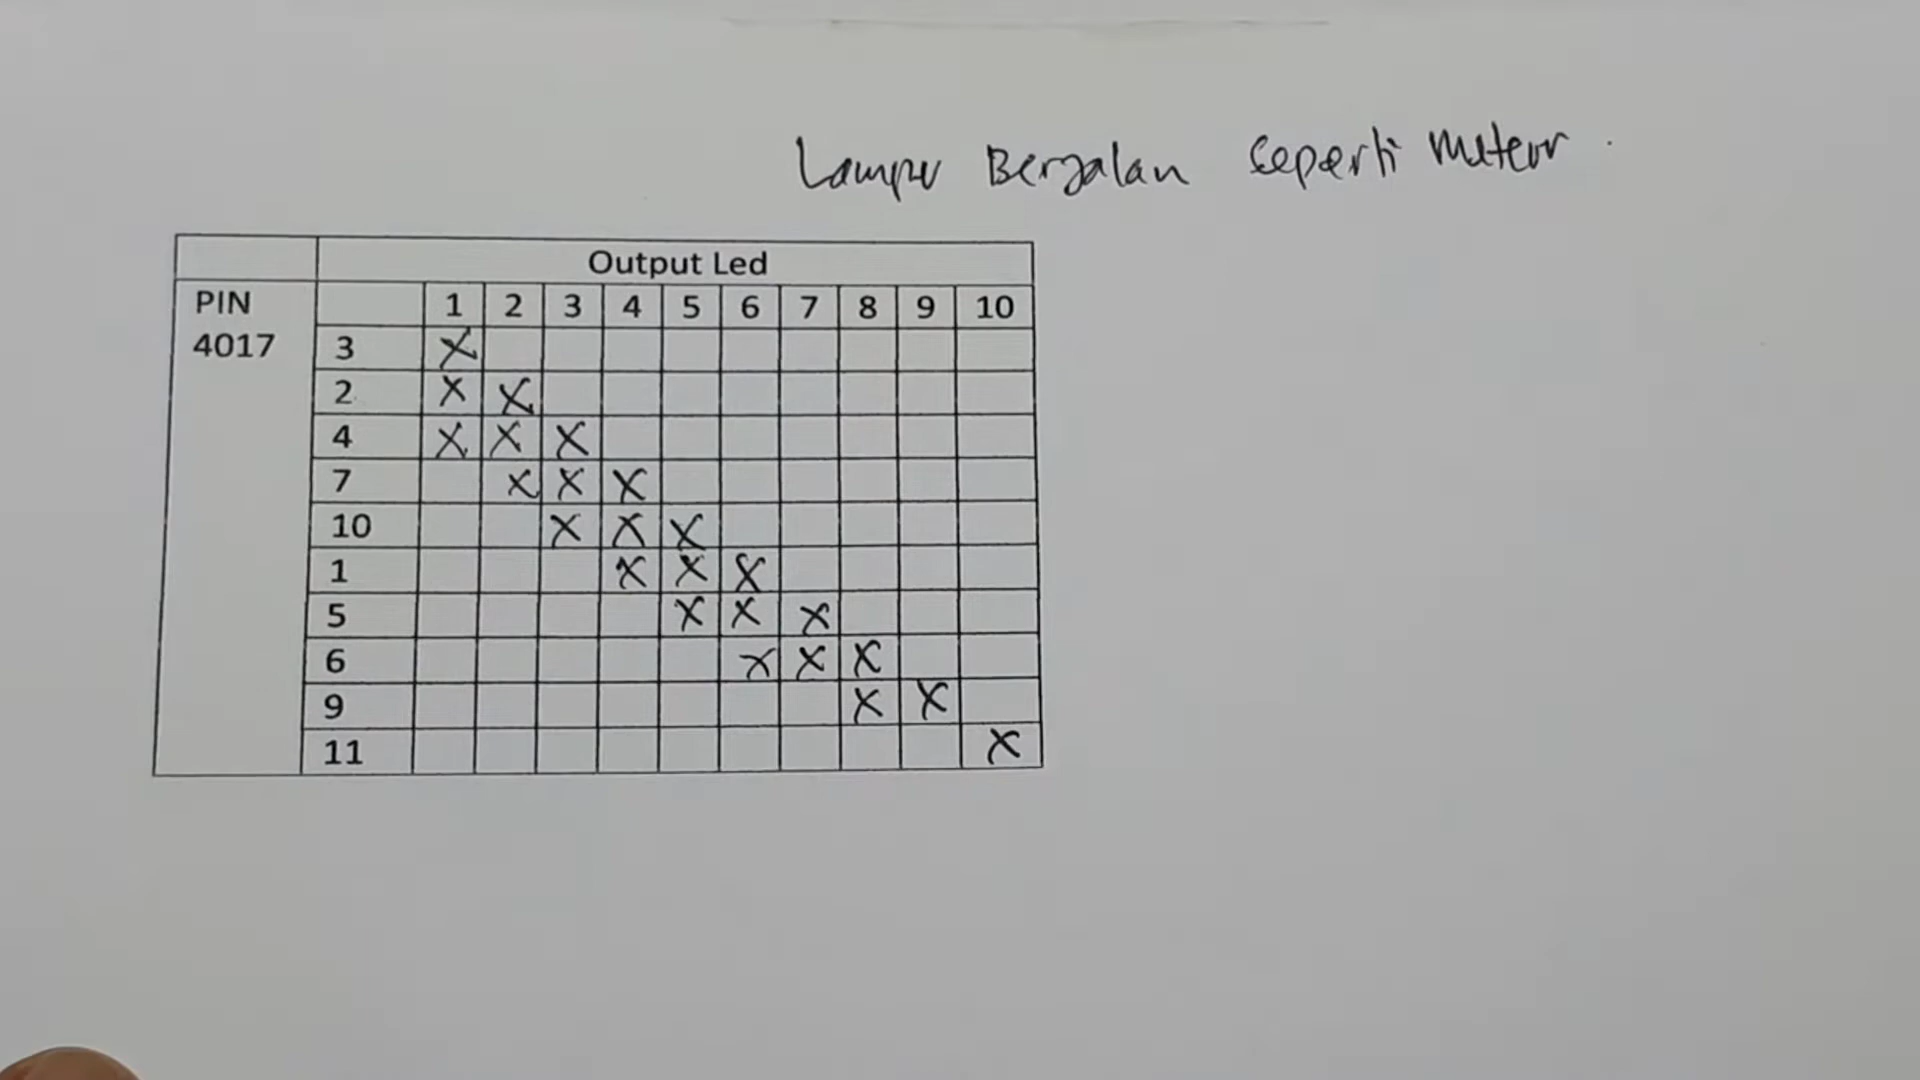 Lampu Berjalan seperti meteor
Output Led
PIN 1 2 3 4 5 6 7 8 9 10
4017 3 X
2 X X
4 X X X
7 X X X
10 X X X
1 X X X
5 X X X
6 X X X
9 X X
11 X